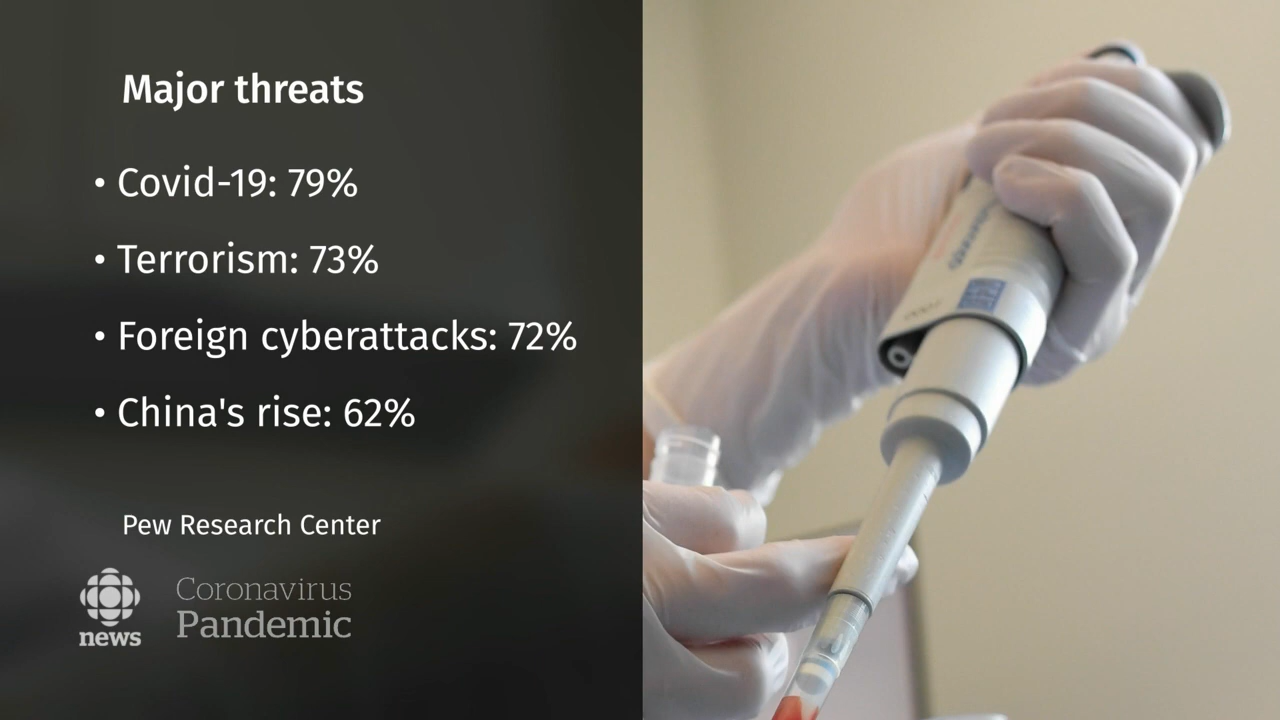 Major threats
• Covid-19: 79%
• Terrorism: 73%
• Foreign cyberattacks: 72%
• China's rise: 62%
Pew Research Center
Coronavirus
Pandemic
news